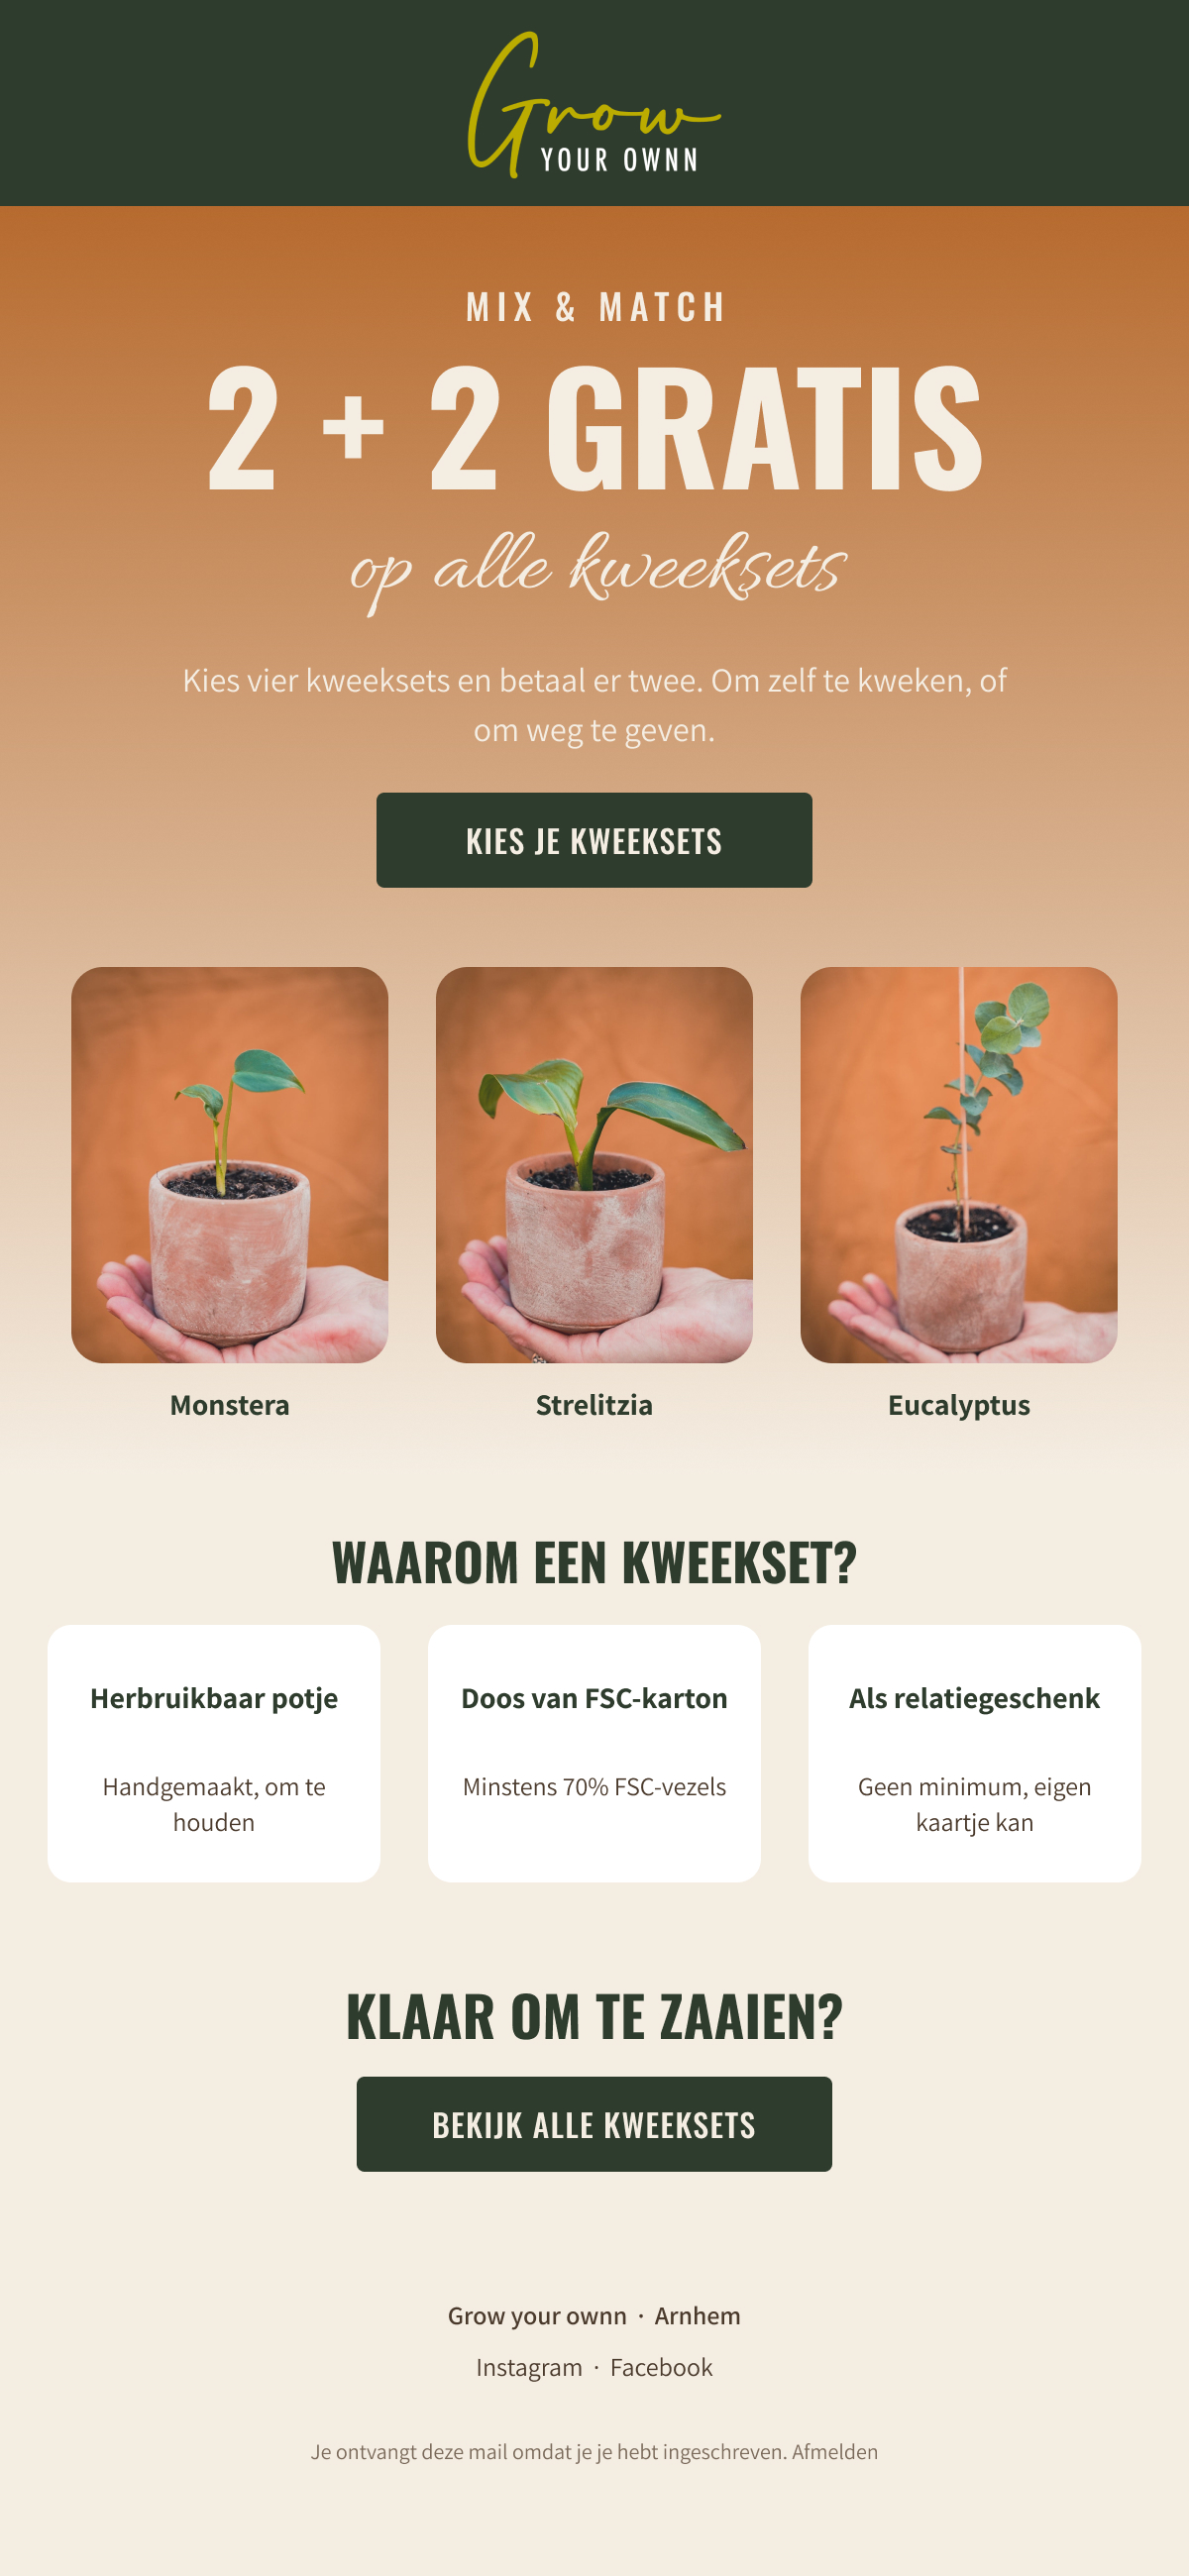 Grow
YOUR OWNN
MIX & MATCH
2 + 2 GRATIS
op alle kweeksets
Kies vier kweeksets en betaal er twee. Om zelf te kweken, of
om weg te geven.
KIES JE KWEEKSETS
Monstera
Strelitzia
Eucalyptus
WAAROM EEN KWEEKSET?
Herbruikbaar potje
Handgemaakt, om te
houden
Doos van FSC-karton
Minstens 70% FSC-vezels
Als relatiegeschenk
Geen minimum, eigen
kaartje kan
KLAAR OM TE ZAAIEN?
BEKIJK ALLE KWEEKSETS
Grow your ownn · Arnhem
Instagram · Facebook
Je ontvangt deze mail omdat je je hebt ingeschreven. Afmelden